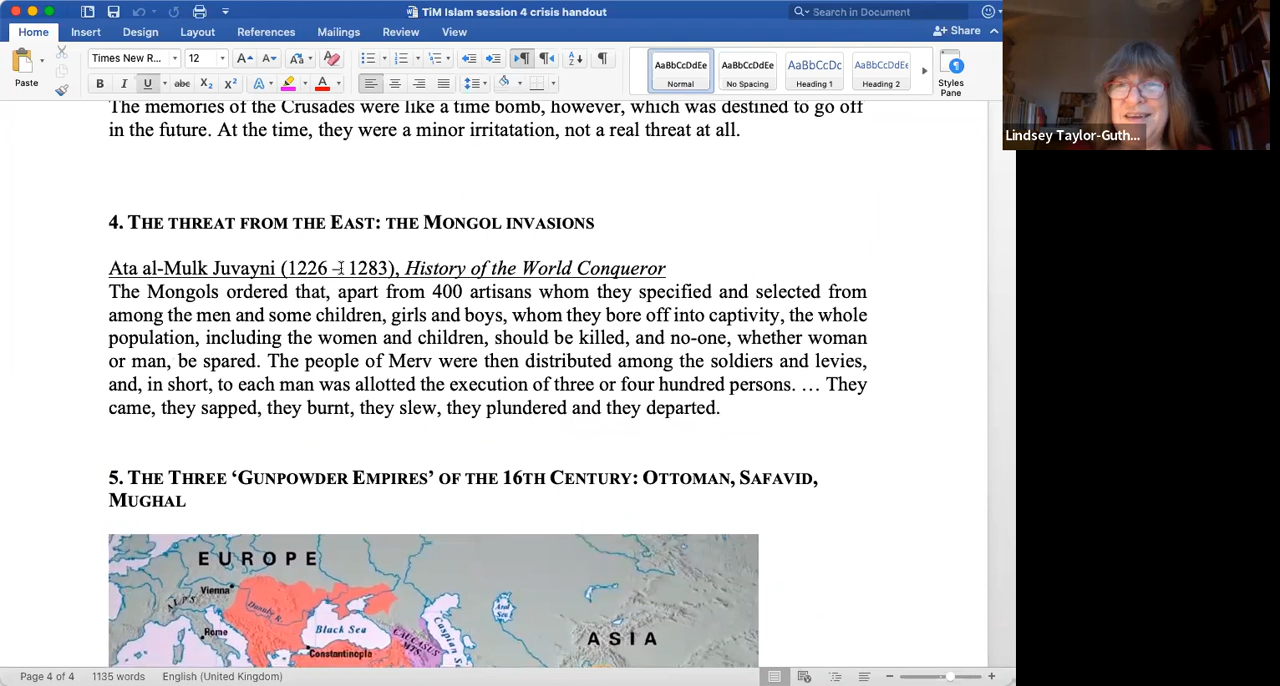 TiM Islam session 4 crisis handout
Search in Document
Home Insert Design Layout References Mailings Review View
Share
Paste
Times New R... 12
AaBbCcDdEe AaBbCcDdEe AaBbCcDc AaBbCcDdEe
Normal No Spacing Heading 1 Heading 2
Styles
Pane
Lindsey Taylor-Guth...
The memories of the Crusades were like a time bomb, however, which was destined to go off
in the future. At the time, they were a minor irritatation, not a real threat at all.
4. THE THREAT FROM THE EAST: THE MONGOL INVASIONS
Ata al-Mulk Juvayni (1226 – 1283), History of the World Conqueror
The Mongols ordered that, apart from 400 artisans whom they specified and selected from
among the men and some children, girls and boys, whom they bore off into captivity, the whole
population, including the women and children, should be killed, and no-one, whether woman
or man, be spared. The people of Merv were then distributed among the soldiers and levies,
and, in short, to each man was allotted the execution of three or four hundred persons. … They
came, they sapped, they burnt, they slew, they plundered and they departed.
5. THE THREE ‘GUNPOWDER EMPIRES’ OF THE 16TH CENTURY: OTTOMAN, SAFAVID,
MUGHAL
EUROPE
Vienna
ALPS
Danube R.
Aral
Sea
Rome
Black Sea
CAUCASUS
MTS.
Caspian S
ASIA
Constantinople
Page 4 of 4 1135 words English (United Kingdom)